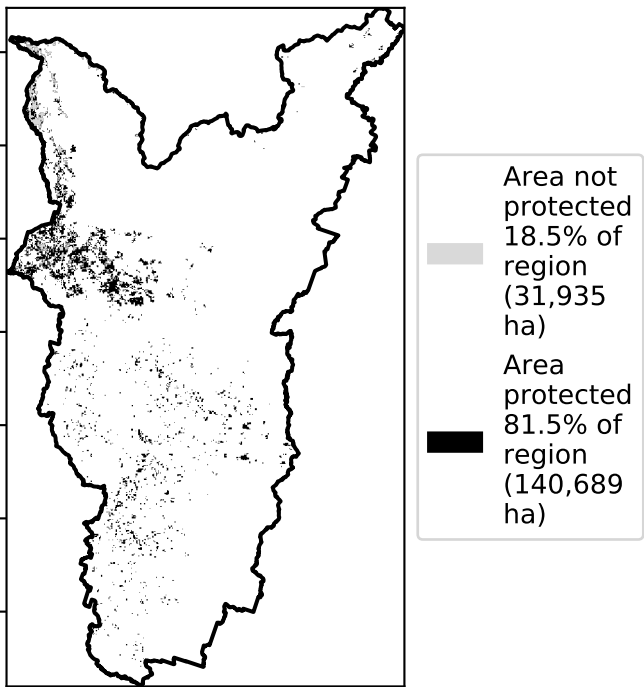 Area not
protected
18.5% of
region
(31,935
ha)
Area
protected
81.5% of
region
(140,689
ha)